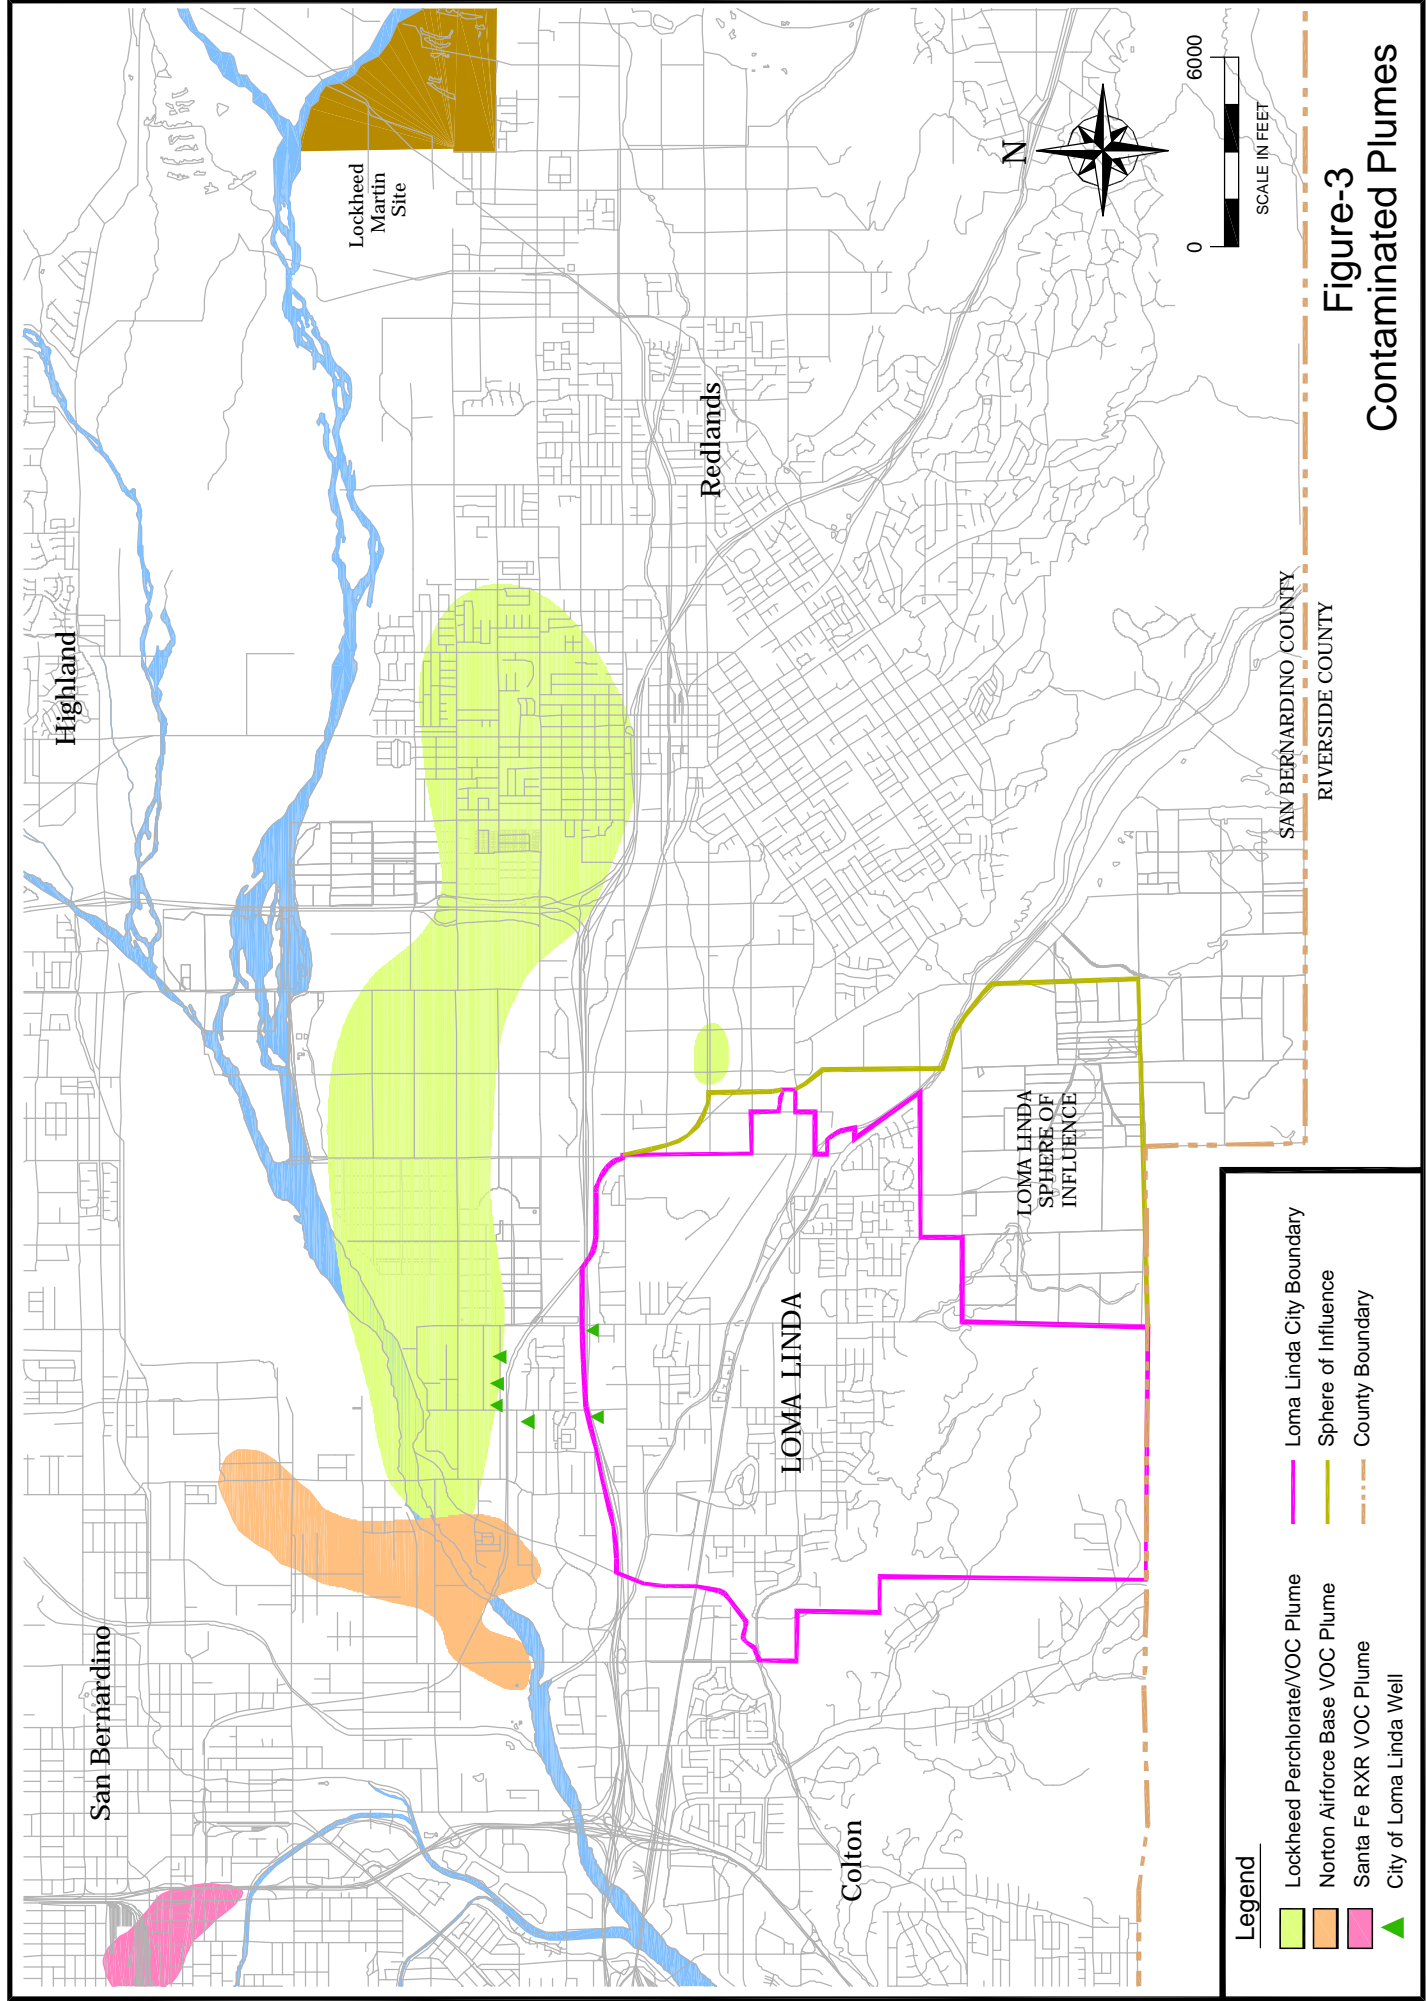 Highland
San Bernardino
Lockheed
Martin
Site
Redlands
LOMA LINDA
Colton
LOMA LINDA
SPHERE OF
INFLUENCE
SAN BERNARDINO COUNTY
RIVERSIDE COUNTY
N
0
6000
SCALE IN FEET
Figure-3
Contaminated Plumes
Legend
Lockheed Perchlorate/VOC Plume
Norton Airforce Base VOC Plume
Santa Fe RXR VOC Plume
City of Loma Linda Well
Loma Linda City Boundary
Sphere of Influence
County Boundary